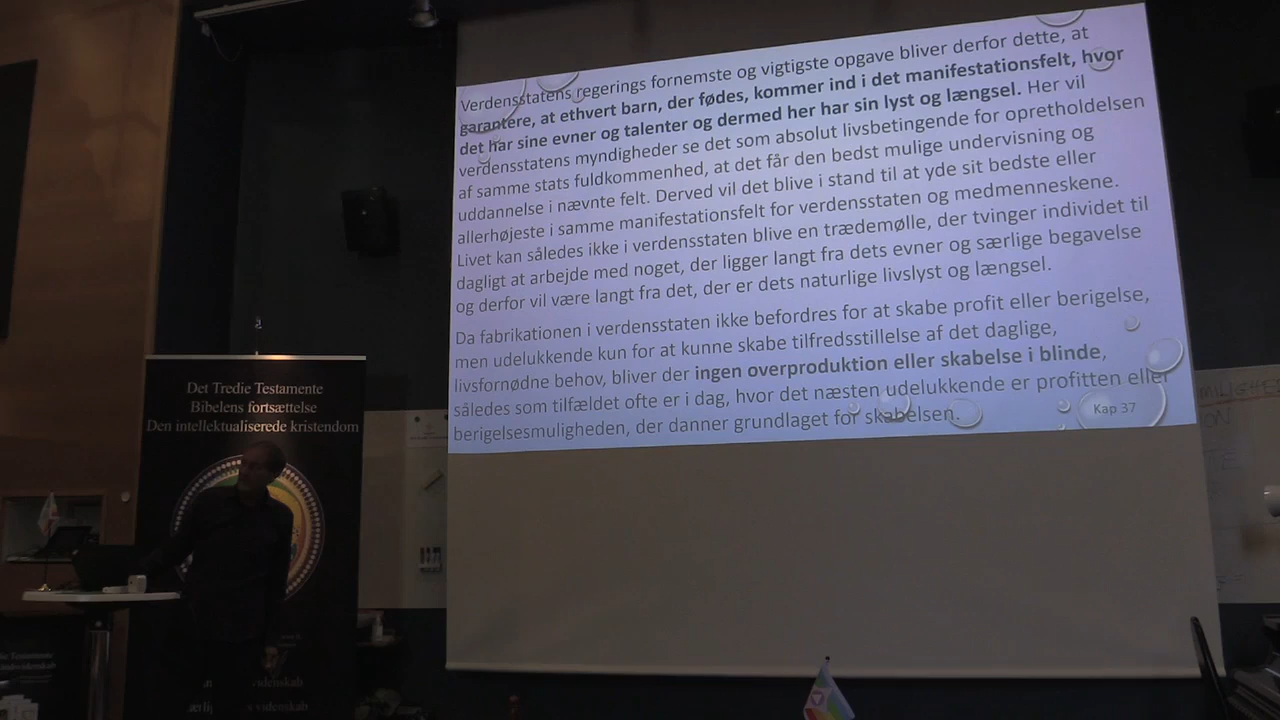 Verdensstatens regerings fornemste og vigtigste opgave bliver derfor dette, at
garantere, at ethvert barn, der fødes, kommer ind i det manifestationsfelt, hvor
det har sine evner og talenter og dermed her har sin lyst og længsel. Her vil
verdensstatens myndigheder se det som absolut livsbetingende for opretholdelsen
af samme stats fuldkommenhed, at det får den bedst mulige undervisning og
uddannelse i nævnte felt. Derved vil det blive i stand til at yde sit bedste eller
allerhøjeste i samme manifestationsfelt for verdensstaten og medmenneskene.
Livet kan således ikke i verdensstaten blive en trædemølle, der tvinger individet til
dagligt at arbejde med noget, der ligger langt fra dets evner og særlige begavelse
og derfor vil være langt fra det, der er dets naturlige livslyst og længsel.
Da fabrikationen i verdensstaten ikke befordres for at skabe profit eller berigelse,
men udelukkende kun for at kunne skabe tilfredsstillelse af det daglige,
livsfornødne behov, bliver der ingen overproduktion eller skabelse i blinde,
således som tilfældet ofte er i dag, hvor det næsten udelukkende er profitten eller
berigelsesmuligheden, der danner grundlaget for skabelsen.
Kap 37
Det Tredie Testamente
Bibelens fortsættelse
Den intellektualiserede kristendom